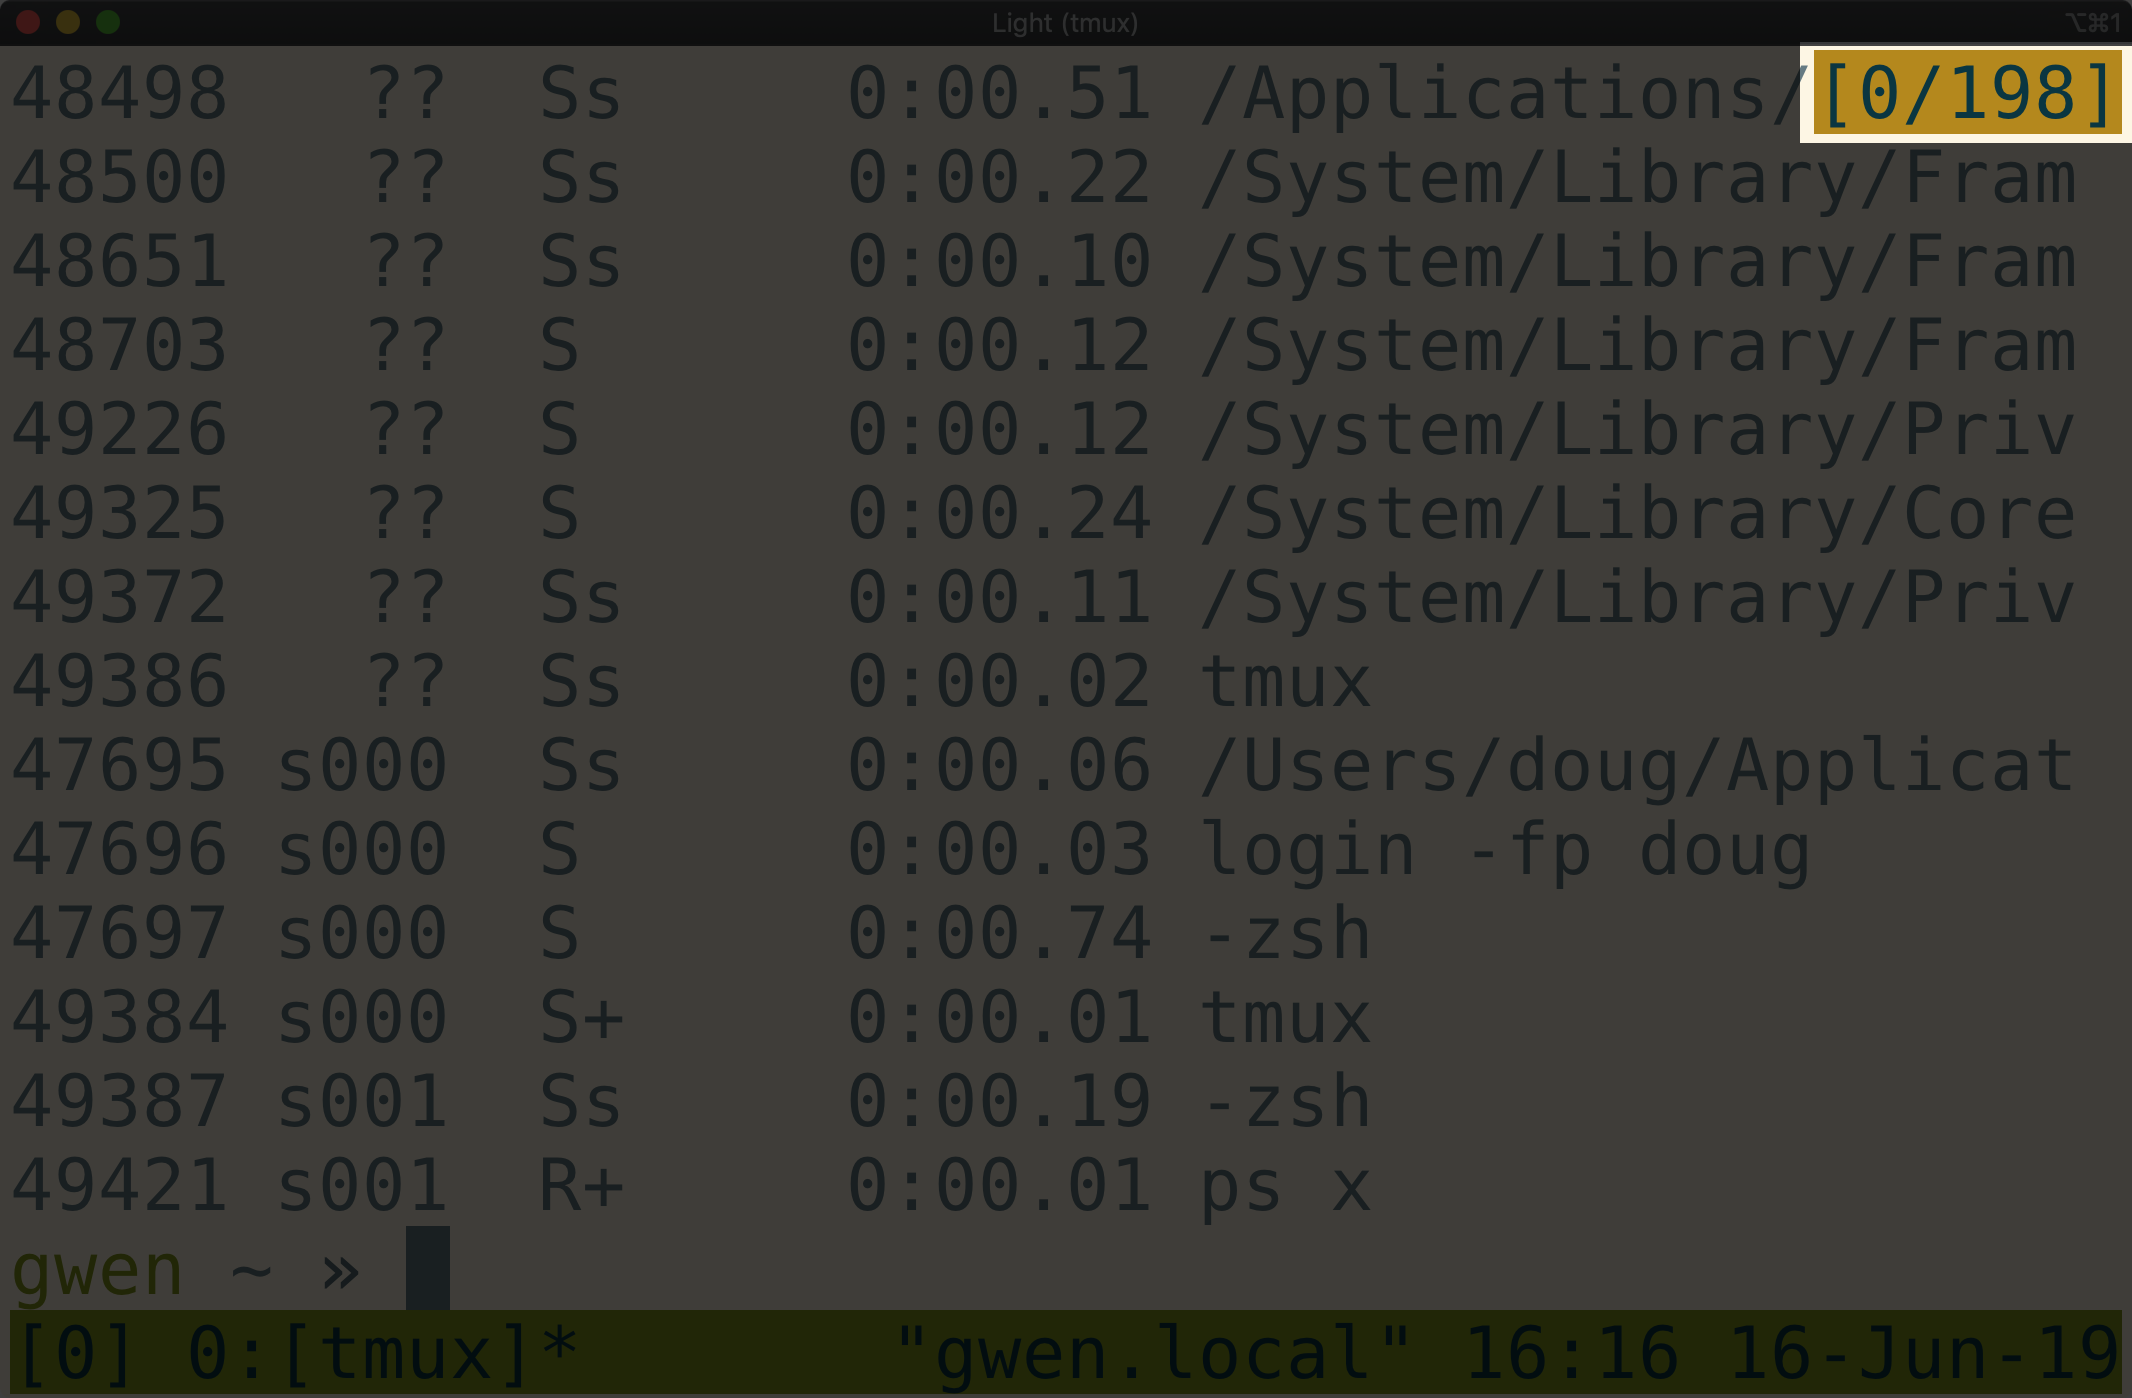 Light (tmux) ⌥⌘1
48498 ?? Ss 0:00.51 /Applications/[0/198]
48500 ?? Ss 0:00.22 /System/Library/Fram
48651 ?? Ss 0:00.10 /System/Library/Fram
48703 ?? S 0:00.12 /System/Library/Fram
49226 ?? S 0:00.12 /System/Library/Priv
49325 ?? S 0:00.24 /System/Library/Core
49372 ?? Ss 0:00.11 /System/Library/Priv
49386 ?? Ss 0:00.02 tmux
47695 s000 Ss 0:00.06 /Users/doug/Applicat
47696 s000 S 0:00.03 login -fp doug
47697 s000 S 0:00.74 -zsh
49384 s000 S+ 0:00.01 tmux
49387 s001 Ss 0:00.19 -zsh
49421 s001 R+ 0:00.01 ps x
gwen ~ »
[0] 0:[tmux]* "gwen.local" 16:16 16-Jun-19